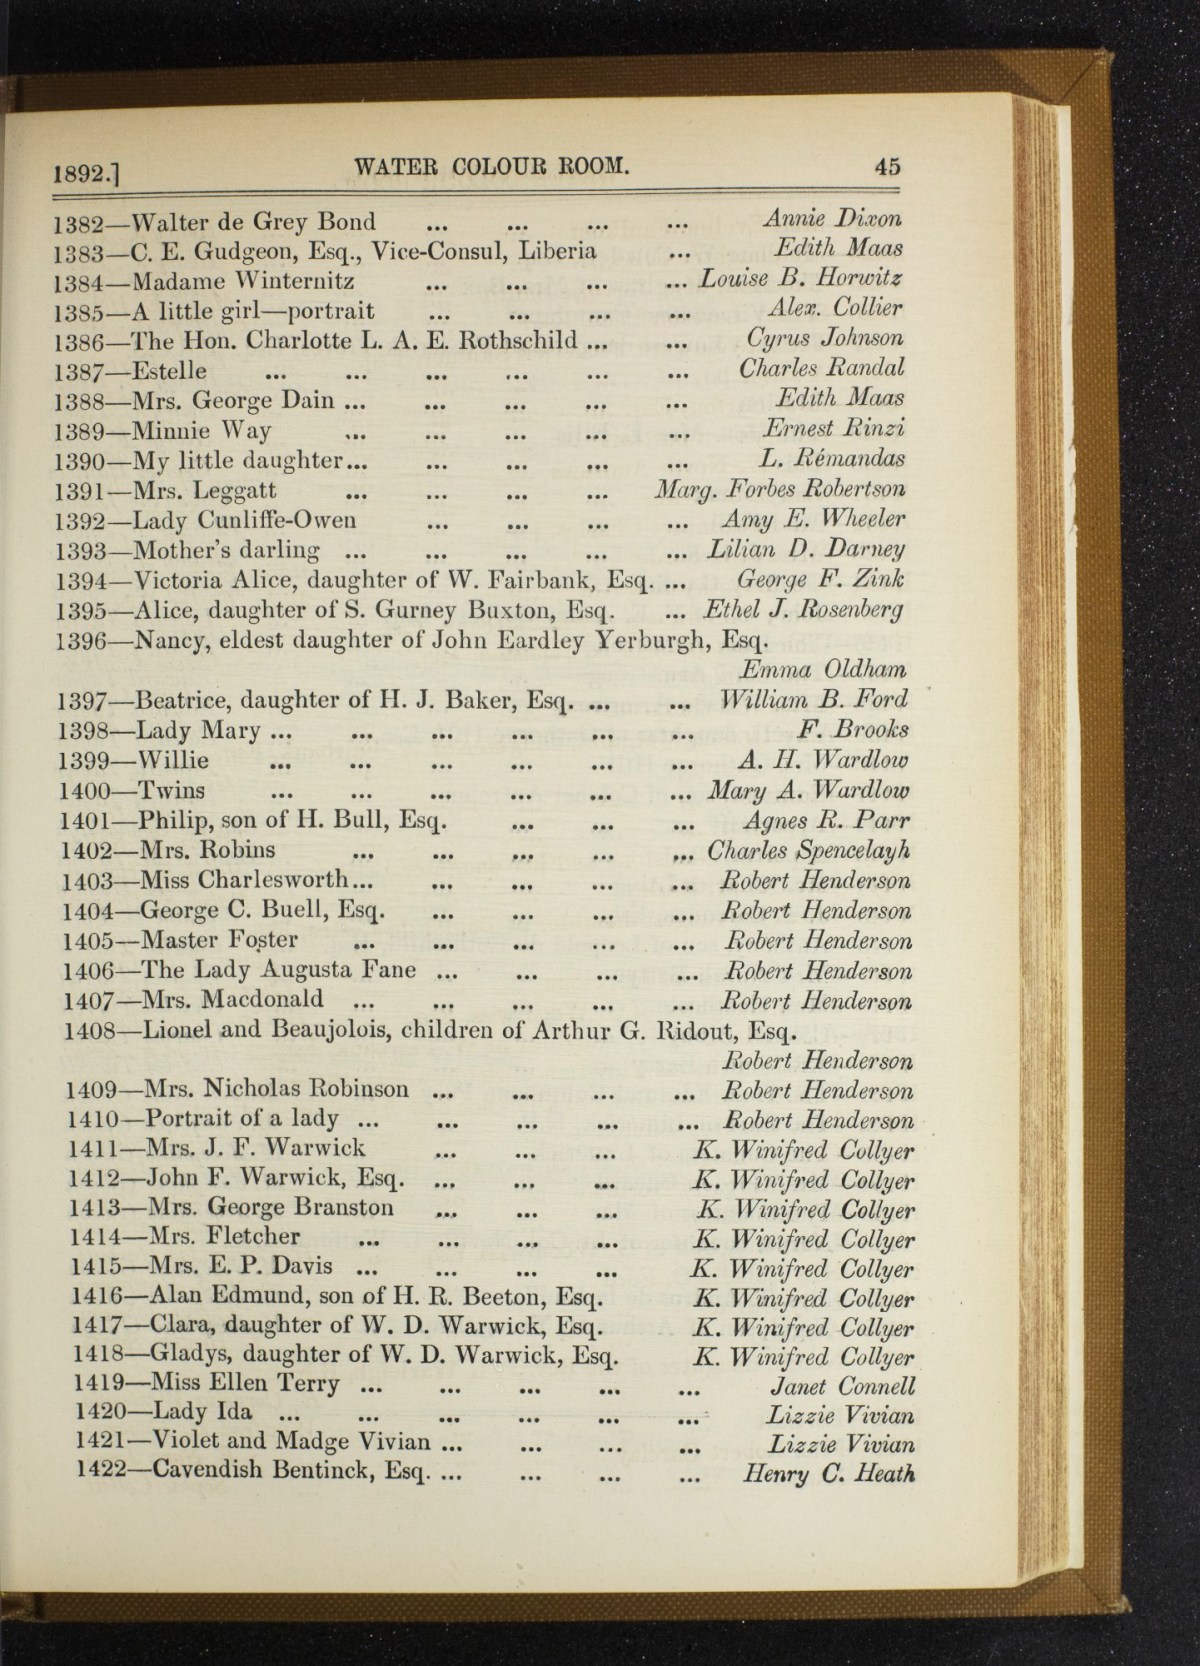 1892.] WATER COLOUR ROOM. 45
1382—Walter de Grey Bond ... ... ... ... Annie Dixon
1383—C. E. Gudgeon, Esq., Vice-Consul, Liberia ... Edith Maas
1384—Madame Winternitz ... ... ... ... Louise B. Horwitz
1385—A little girl—portrait ... ... ... ... Alex. Collier
1386—The Hon. Charlotte L. A. E. Rothschild ... ... Cyrus Johnson
1387—Estelle ... ... ... ... ... ... Charles Randal
1388—Mrs. George Dain ... ... ... ... ... Edith Maas
1389—Minnie Way ... ... ... ... ... Ernest Rinzi
1390—My little daughter... ... ... ... ... L. Rémandas
1391—Mrs. Leggatt ... ... ... ... Marg. Forbes Robertson
1392—Lady Cunliffe-Owen ... ... ... ... Amy E. Wheeler
1393—Mother's darling ... ... ... ... ... Lilian D. Darney
1394—Victoria Alice, daughter of W. Fairbank, Esq. ... George F. Zink
1395—Alice, daughter of S. Gurney Buxton, Esq. ... Ethel J. Rosenberg
1396—Nancy, eldest daughter of John Eardley Yerburgh, Esq.
Emma Oldham
1397—Beatrice, daughter of H. J. Baker, Esq. ... ... William B. Ford
1398—Lady Mary ... ... ... ... ... ... F. Brooks
1399—Willie ... ... ... ... ... ... A. H. Wardlow
1400—Twins ... ... ... ... ... ... Mary A. Wardlow
1401—Philip, son of H. Bull, Esq. ... ... ... Agnes R. Parr
1402—Mrs. Robins ... ... ... ... ... Charles Spencelayh
1403—Miss Charlesworth... ... ... ... ... Robert Henderson
1404—George C. Buell, Esq. ... ... ... ... Robert Henderson
1405—Master Foster ... ... ... ... ... Robert Henderson
1406—The Lady Augusta Fane ... ... ... ... Robert Henderson
1407—Mrs. Macdonald ... ... ... ... ... Robert Henderson
1408—Lionel and Beaujolois, children of Arthur G. Ridout, Esq.
Robert Henderson
1409—Mrs. Nicholas Robinson ... ... ... ... Robert Henderson
1410—Portrait of a lady ... ... ... ... ... Robert Henderson
1411—Mrs. J. F. Warwick ... ... ... K. Winifred Collyer
1412—John F. Warwick, Esq. ... ... ... K. Winifred Collyer
1413—Mrs. George Branston ... ... ... K. Winifred Collyer
1414—Mrs. Fletcher ... ... ... ... K. Winifred Collyer
1415—Mrs. E. P. Davis ... ... ... ... K. Winifred Collyer
1416—Alan Edmund, son of H. R. Beeton, Esq. K. Winifred Collyer
1417—Clara, daughter of W. D. Warwick, Esq. K. Winifred Collyer
1418—Gladys, daughter of W. D. Warwick, Esq. K. Winifred Collyer
1419—Miss Ellen Terry ... ... ... ... ... Janet Connell
1420—Lady Ida ... ... ... ... ... ... Lizzie Vivian
1421—Violet and Madge Vivian ... ... ... ... Lizzie Vivian
1422—Cavendish Bentinck, Esq. ... ... ... ... Henry C. Heath